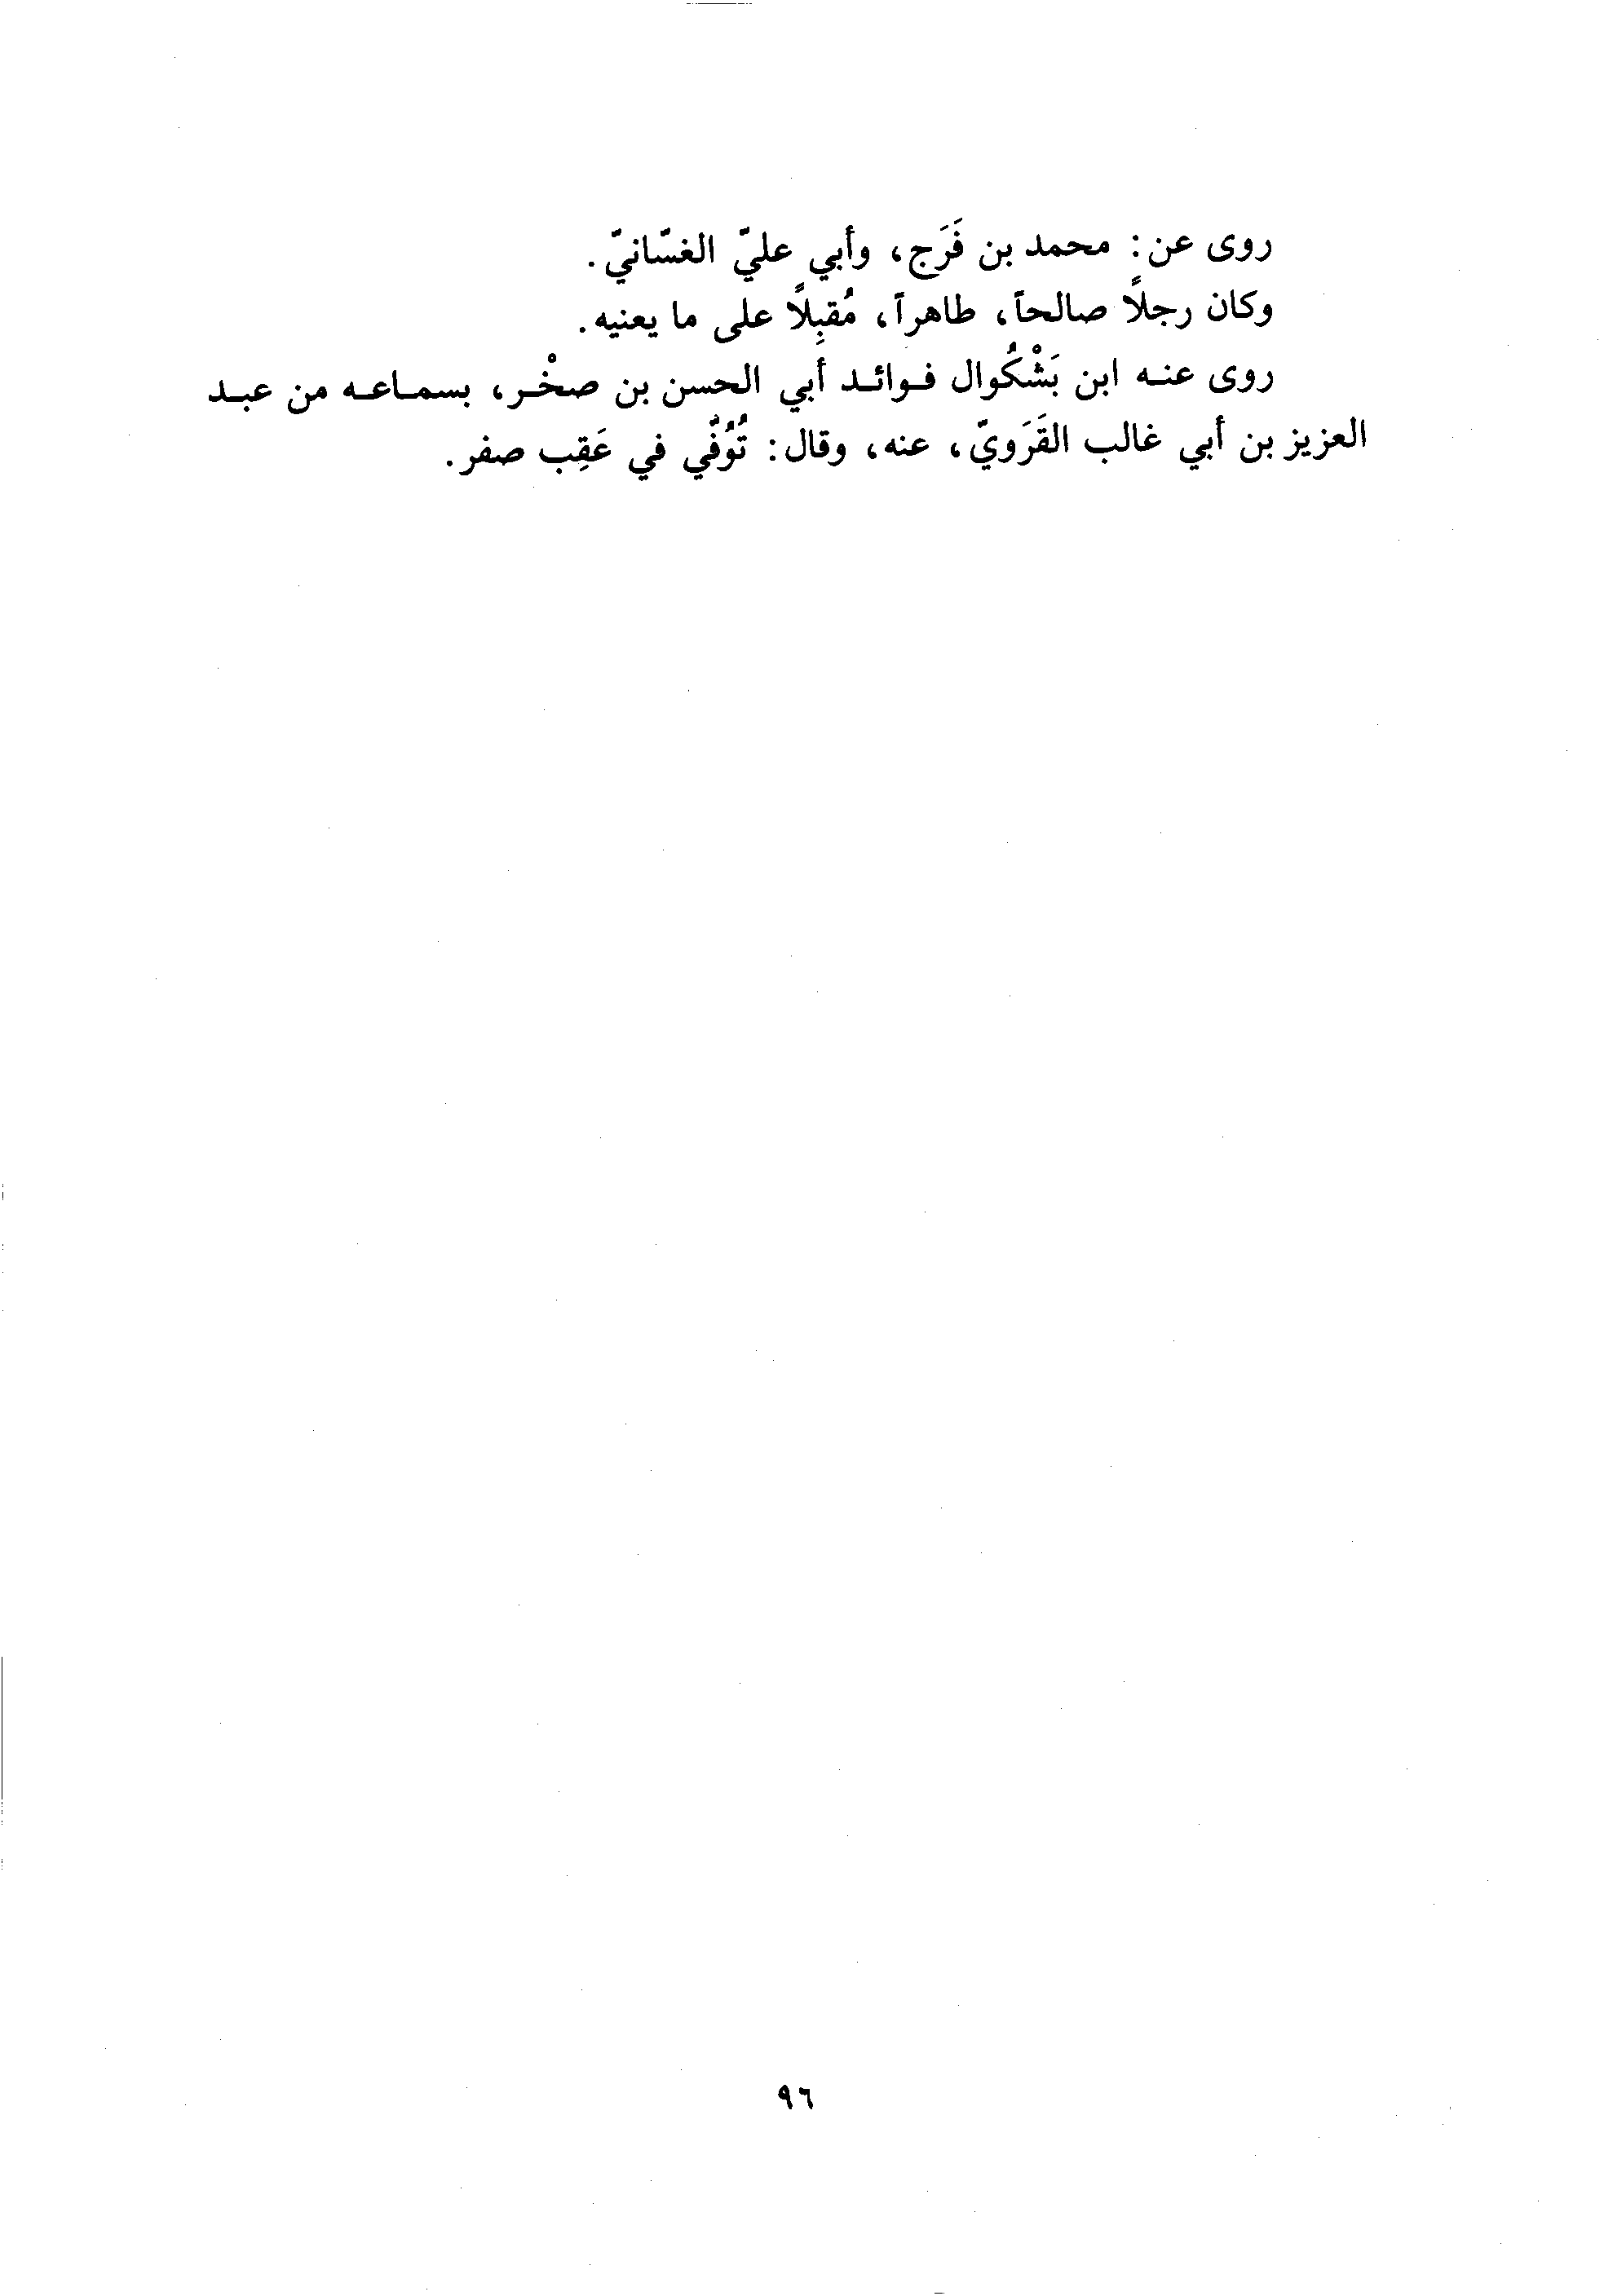 روى عن: محمد بن فَرَج، وأبي عليّ الغسّانيّ.
وكان رجلاً صالحاً، طاهراً، مُقبِلاً على ما يعنيه.
روى عنه ابن بَشْكُوال فوائد أبي الحسن بن صخْر، بسماعه من عبد
العزيز بن أبي غالب القَرَويّ، عنه، وقال: تُوُفّي في عَقِب صفر.
٩٦